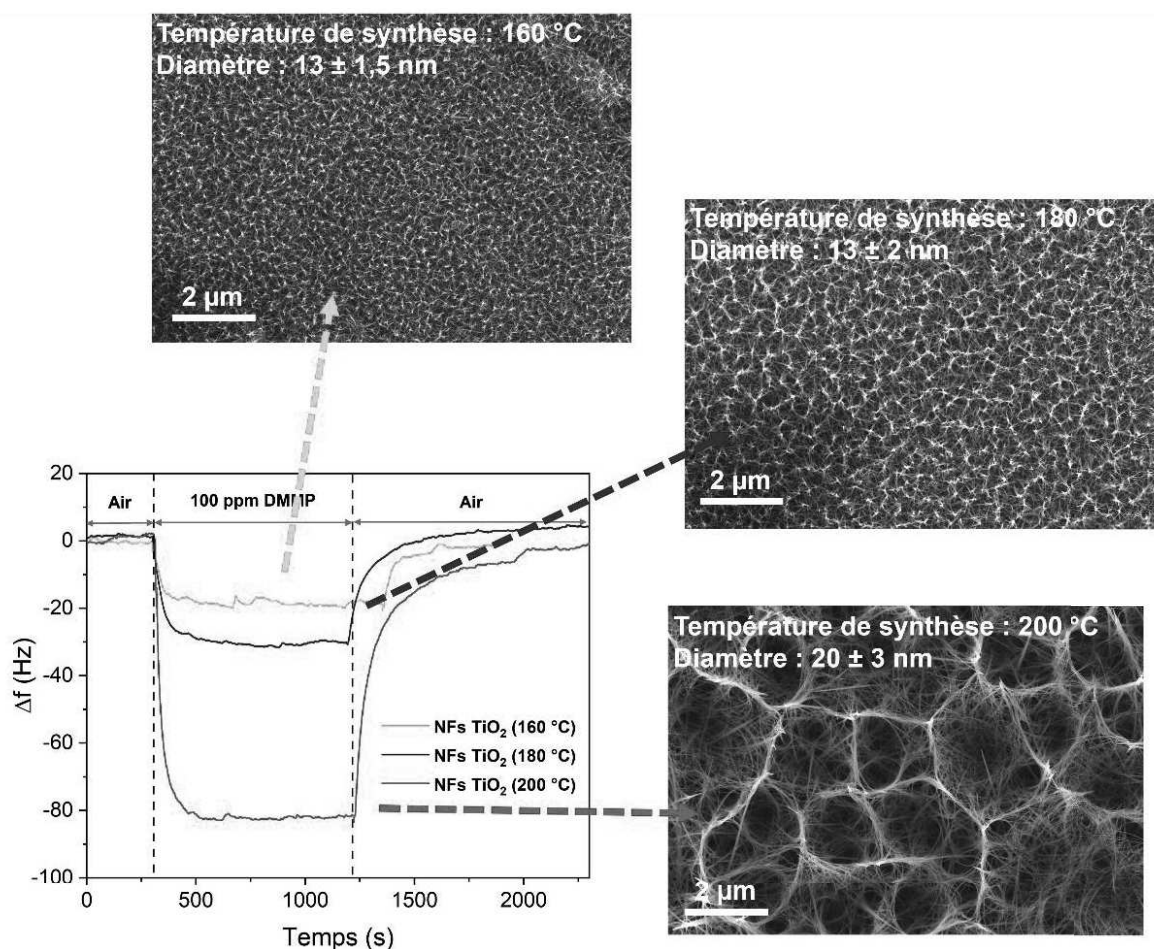 Température de synthèse : 160 °C
Diamètre : 13 ± 1,5 nm
2 µm
Température de synthèse : 180 °C
Diamètre : 13 ± 2 nm
2 µm
Température de synthèse : 200 °C
Diamètre : 20 ± 3 nm
2 µm
20
0
-20
-40
-60
-80
-100
Δf (Hz)
Air
100 ppm DMMP
Air
NFs TiO₂ (160 °C)
NFs TiO₂ (180 °C)
NFs TiO₂ (200 °C)
0
500
1000
1500
2000
Temps (s)